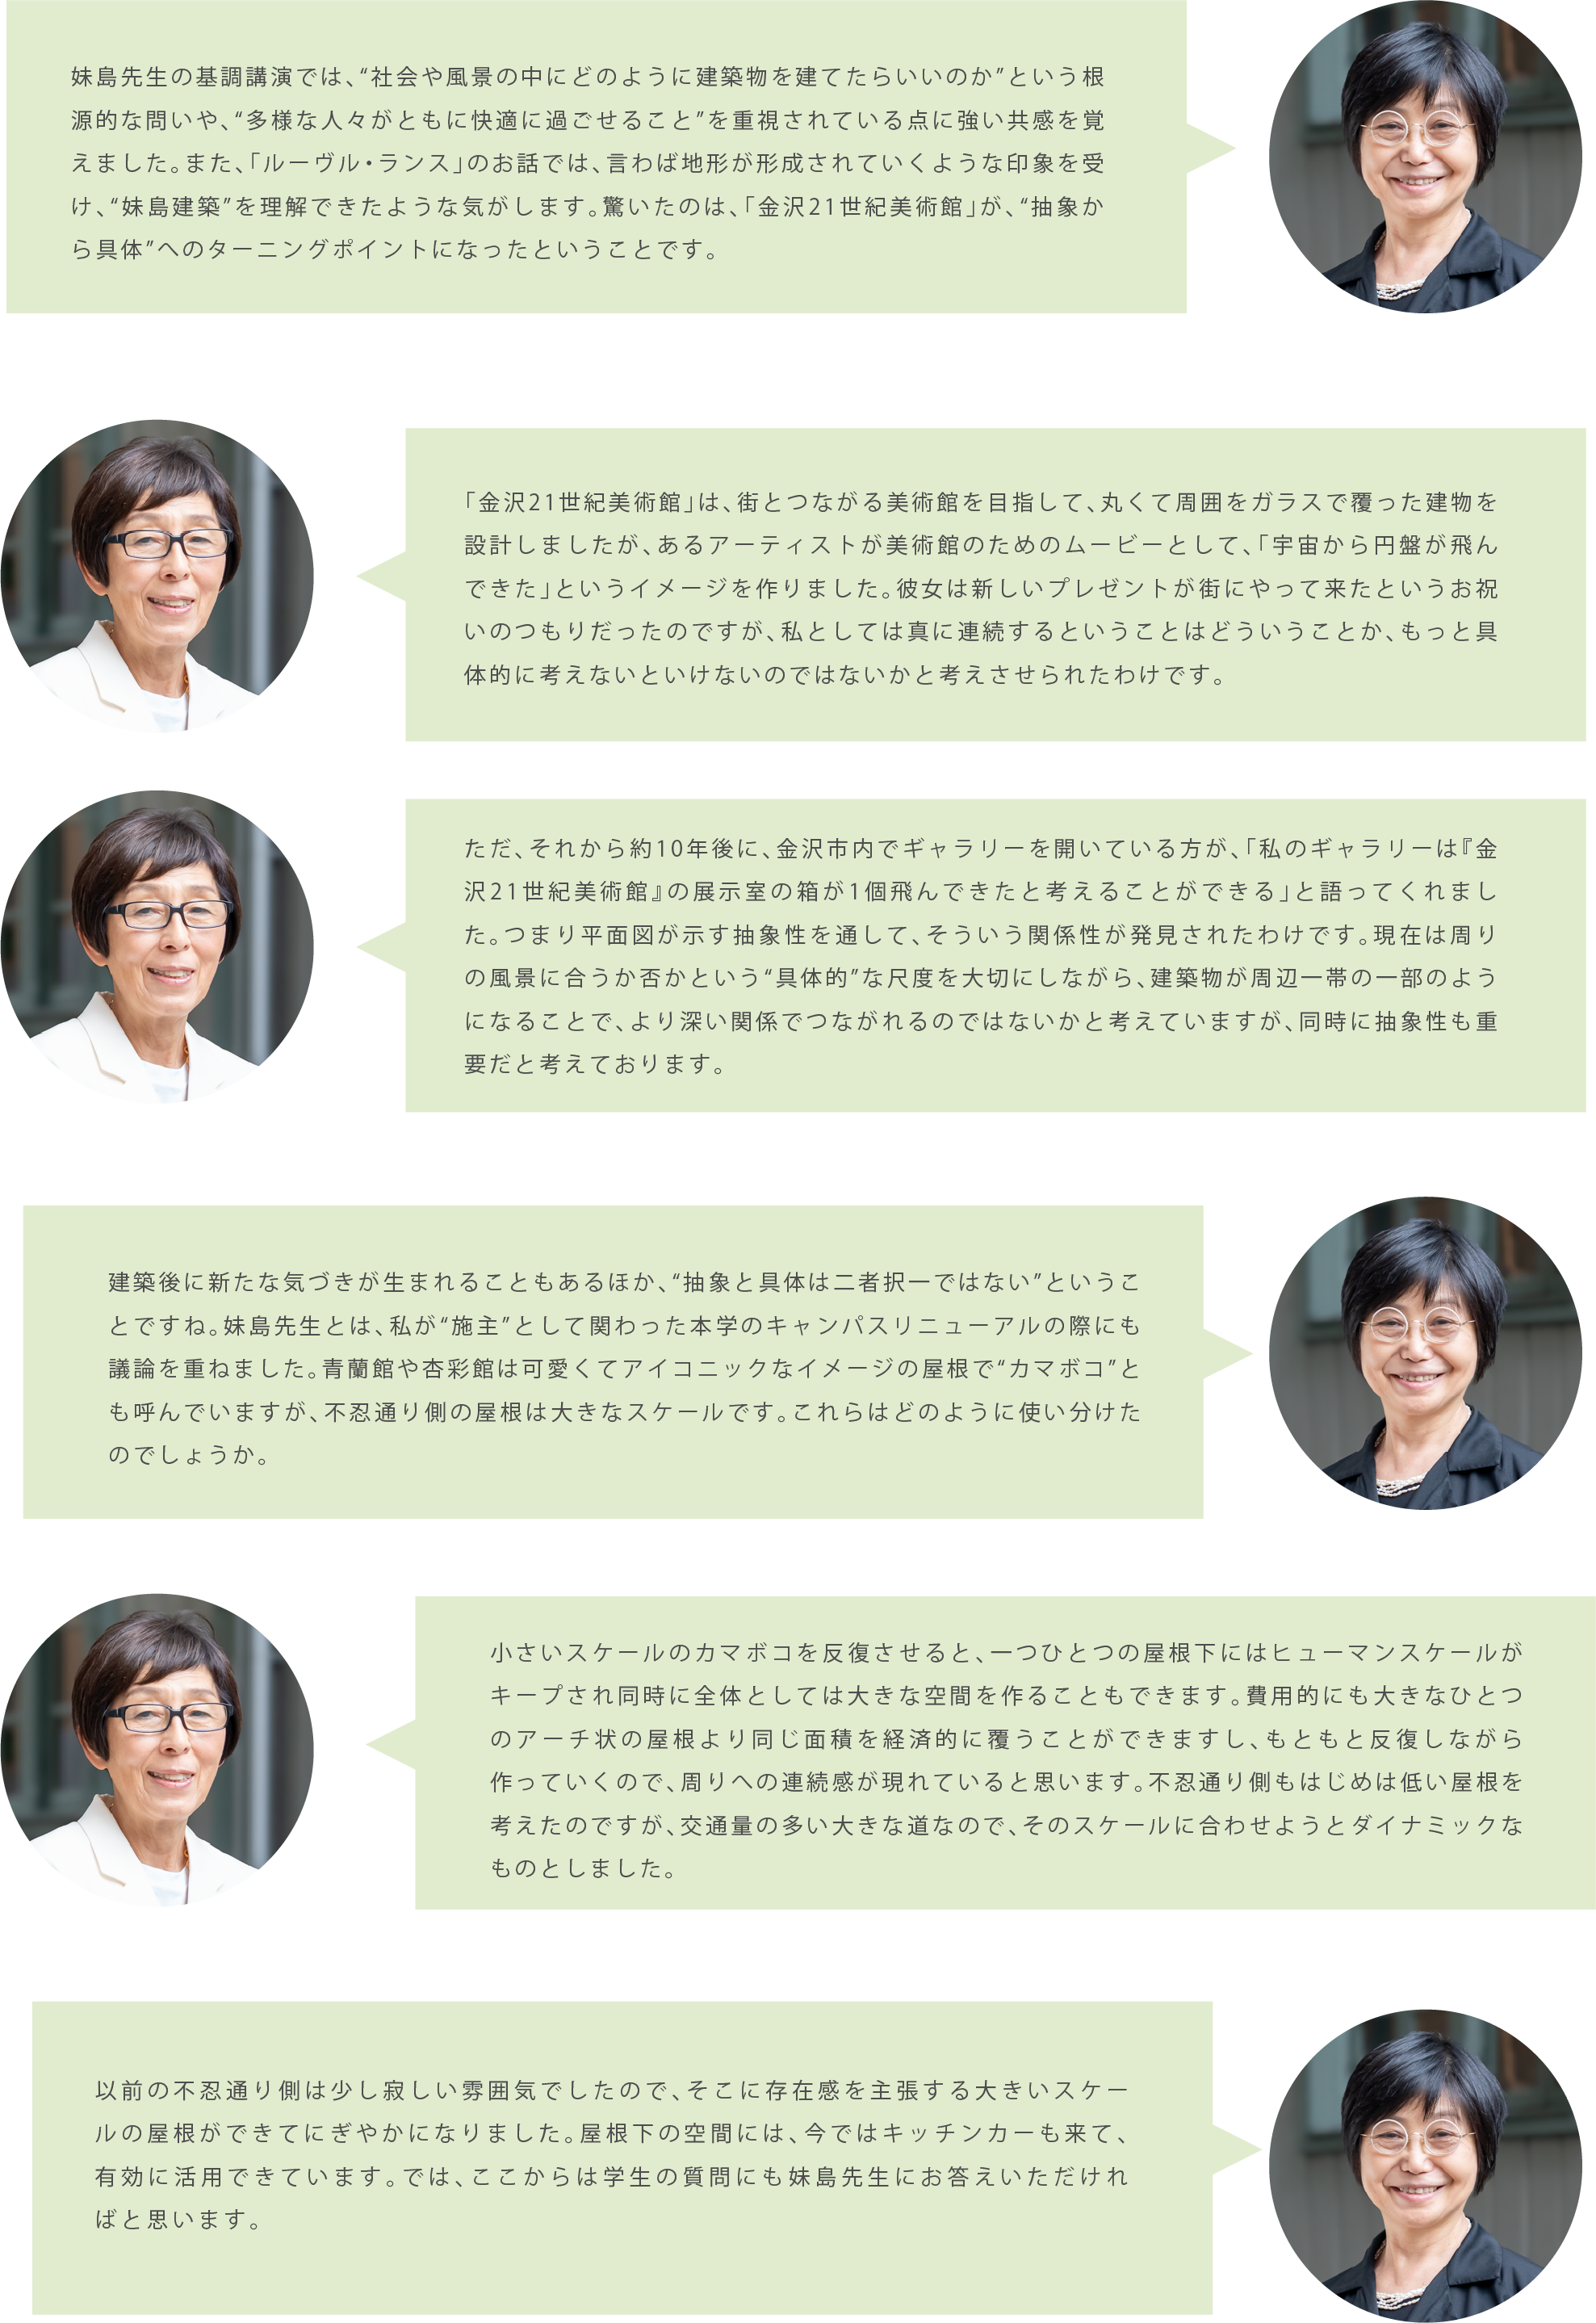 妹島先生の基調講演では、“社会や風景の中にどのように建築物を建てたらいいのか”という根
源的な問いや、“多様な人々がともに快適に過ごせること”を重視されている点に強い共感を覚
えました。また、「ルーヴル・ランス」のお話では、言わば地形が形成されていくような印象を受
け、“妹島建築”を理解できたような気がします。驚いたのは、「金沢21世紀美術館」が、“抽象か
ら具体”へのターニングポイントになったということです。
「金沢21世紀美術館」は、街とつながる美術館を目指して、丸くて周囲をガラスで覆った建物を
設計しましたが、あるアーティストが美術館のためのムービーとして、「宇宙から円盤が飛ん
できた」というイメージを作りました。彼女は新しいプレゼントが街にやって来たというお祝
いのつもりだったのですが、私としては真に連続するということはどういうことか、もっと具
体的に考えないといけないのではないかと考えさせられたわけです。
ただ、それから約10年後に、金沢市内でギャラリーを開いている方が、「私のギャラリーは『金
沢21世紀美術館』の展示室の箱が1個飛んできたと考えることができる」と語ってくれまし
た。つまり平面図が示す抽象性を通して、そういう関係性が発見されたわけです。現在は周り
の風景に合うか否かという“具体的”な尺度を大切にしながら、建築物が周辺一帯の一部のよう
になることで、より深い関係でつながれるのではないかと考えていますが、同時に抽象性も重
要だと考えております。
建築後に新たな気づきが生まれることもあるほか、“抽象と具体は二者択一ではない”というこ
とですね。妹島先生とは、私が“施主”として関わった本学のキャンパスリニューアルの際にも
議論を重ねました。青蘭館や杏彩館は可愛くてアイコニックなイメージの屋根で“カマボコ”と
も呼んでいますが、不忍通り側の屋根は大きなスケールです。これらはどのように使い分けた
のでしょうか。
小さいスケールのカマボコを反復させると、一つひとつの屋根下にはヒューマンスケールが
キープされ同時に全体としては大きな空間を作ることもできます。費用的にも大きなひとつ
のアーチ状の屋根より同じ面積を経済的に覆うことができますし、もともと反復しながら
作っていくので、周りへの連続感が現れていると思います。不忍通り側もはじめは低い屋根を
考えたのですが、交通量の多い大きな道なので、そのスケールに合わせようとダイナミックな
ものとしました。
以前の不忍通り側は少し寂しい雰囲気でしたので、そこに存在感を主張する大きいスケー
ルの屋根ができてにぎやかになりました。屋根下の空間には、今ではキッチンカーも来て、
有効に活用できています。では、ここからは学生の質問にも妹島先生にお答えいただけれ
ばと思います。